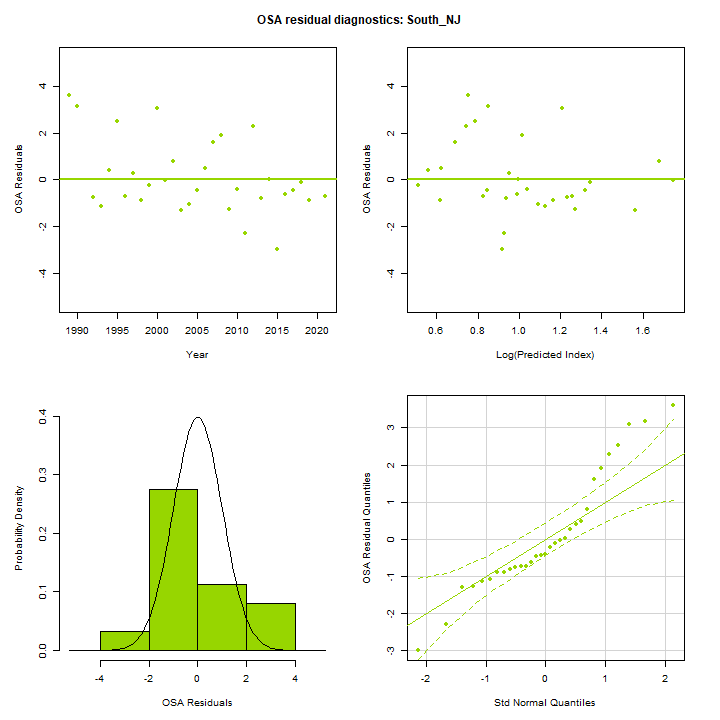 OSA residual diagnostics: South_NJ
OSA Residuals
4
2
0
-2
-4
1990 1995 2000 2005 2010 2015 2020
Year
OSA Residuals
4
2
0
-2
-4
0.6 0.8 1.0 1.2 1.4 1.6
Log(Predicted Index)
Probability Density
0.4
0.3
0.2
0.1
0.0
-4 -2 0 2 4
OSA Residuals
OSA Residual Quantiles
3
2
1
0
-1
-2
-3
-2 -1 0 1 2
Std Normal Quantiles